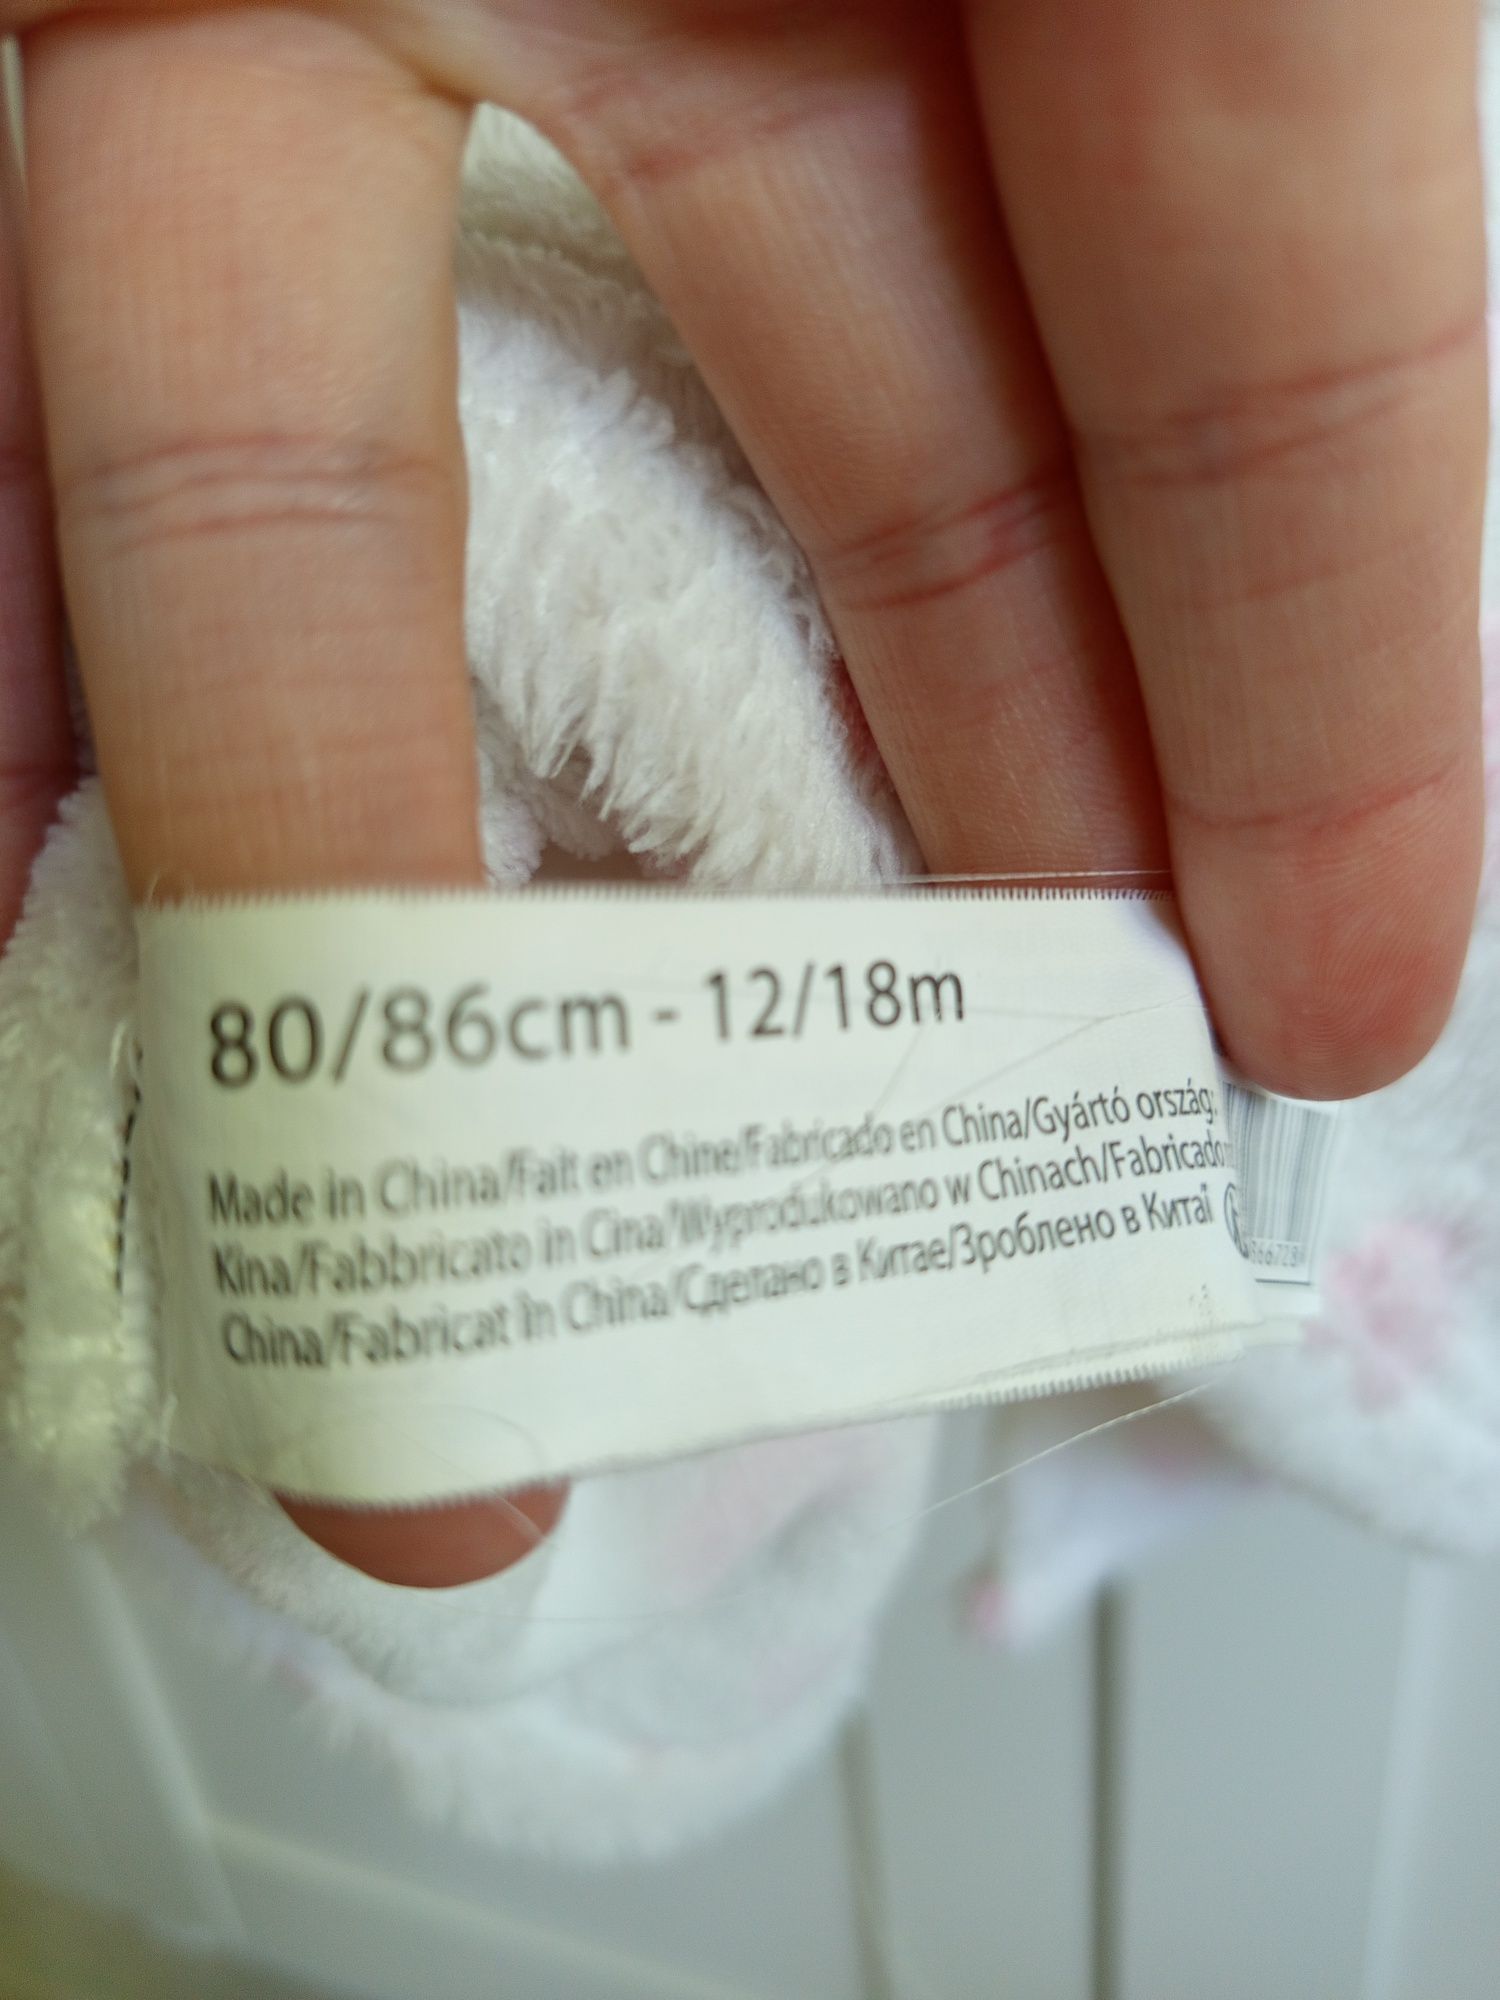 80/86cm - 12/18m
Made in China/Fait en Chine/Fabricado en China/Gyártó ország:
Kina/Fabbricato in Cina/Wyprodukowano w Chinach/Fabricado
China/Fabricat în China/Сделано в Китае/Зроблено в Китаї